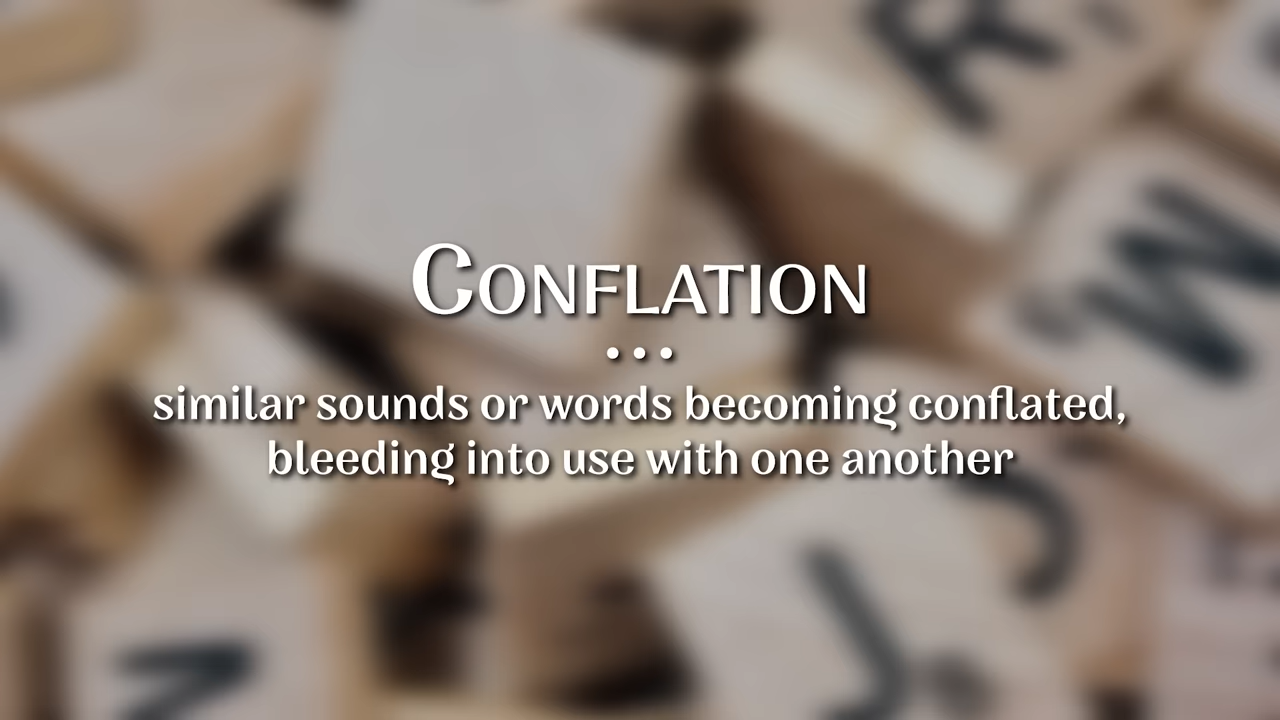 Conflation
...
similar sounds or words becoming conflated,
bleeding into use with one another